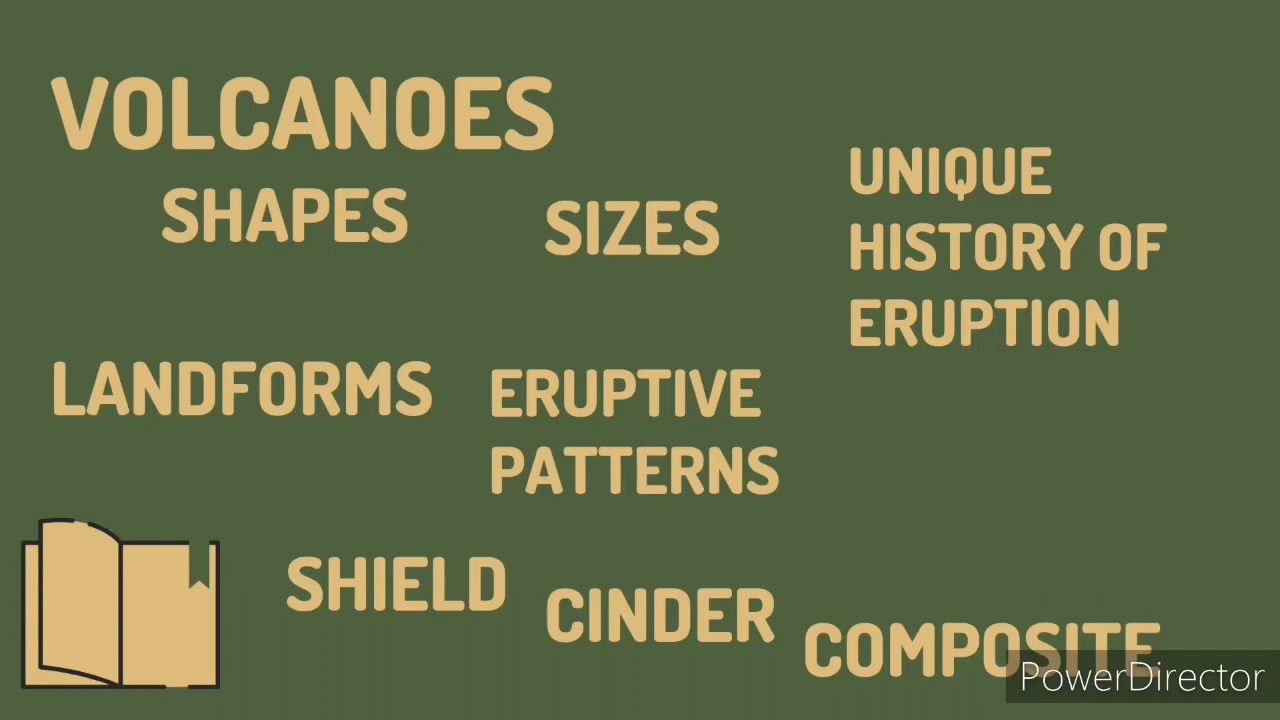 VOLCANOES
SHAPES
SIZES
UNIQUE
HISTORY OF
ERUPTION
LANDFORMS
ERUPTIVE
PATTERNS
SHIELD
CINDER
COMPOSITE
PowerDirector